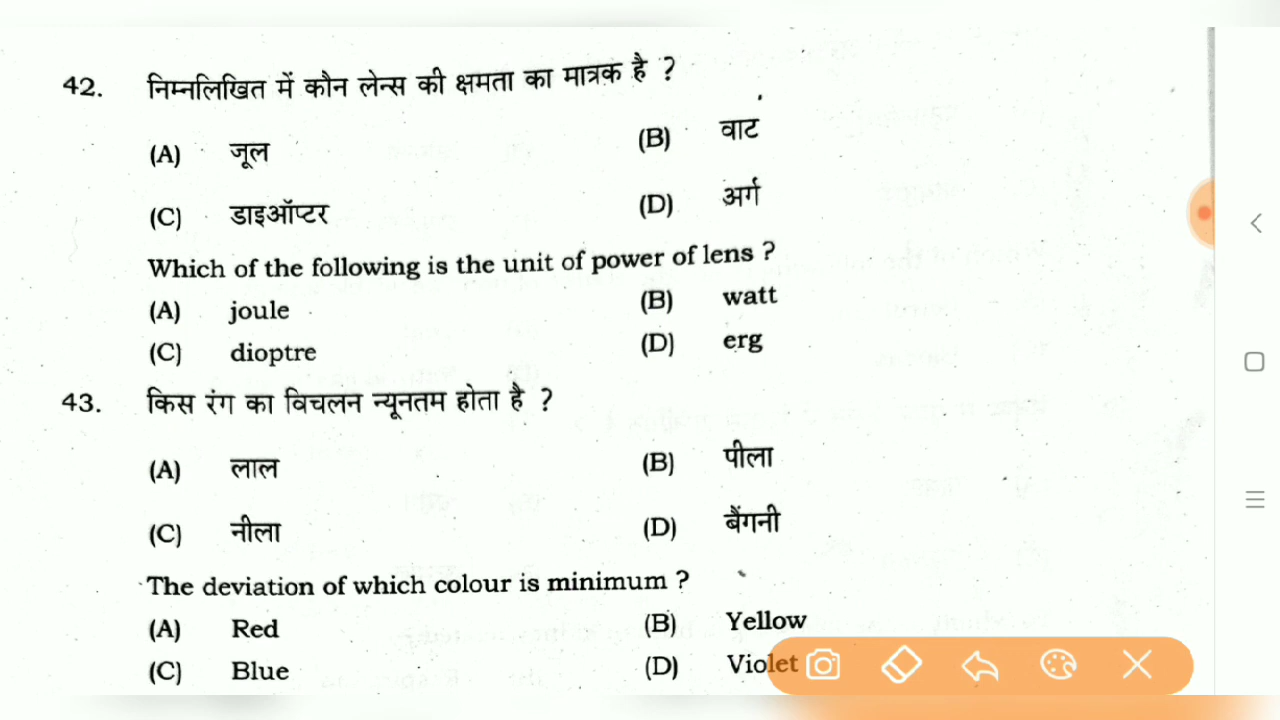 42. निम्नलिखित में कौन लेन्स की क्षमता का मात्रक है ?
(A) जूल (B) वाट
(C) डाइऑप्टर (D) अर्ग
Which of the following is the unit of power of lens ?
(A) joule (B) watt
(C) dioptre (D) erg
43. किस रंग का विचलन न्यूनतम होता है ?
(A) लाल (B) पीला
(C) नीला (D) बैंगनी
The deviation of which colour is minimum ?
(A) Red (B) Yellow
(C) Blue (D) Violet